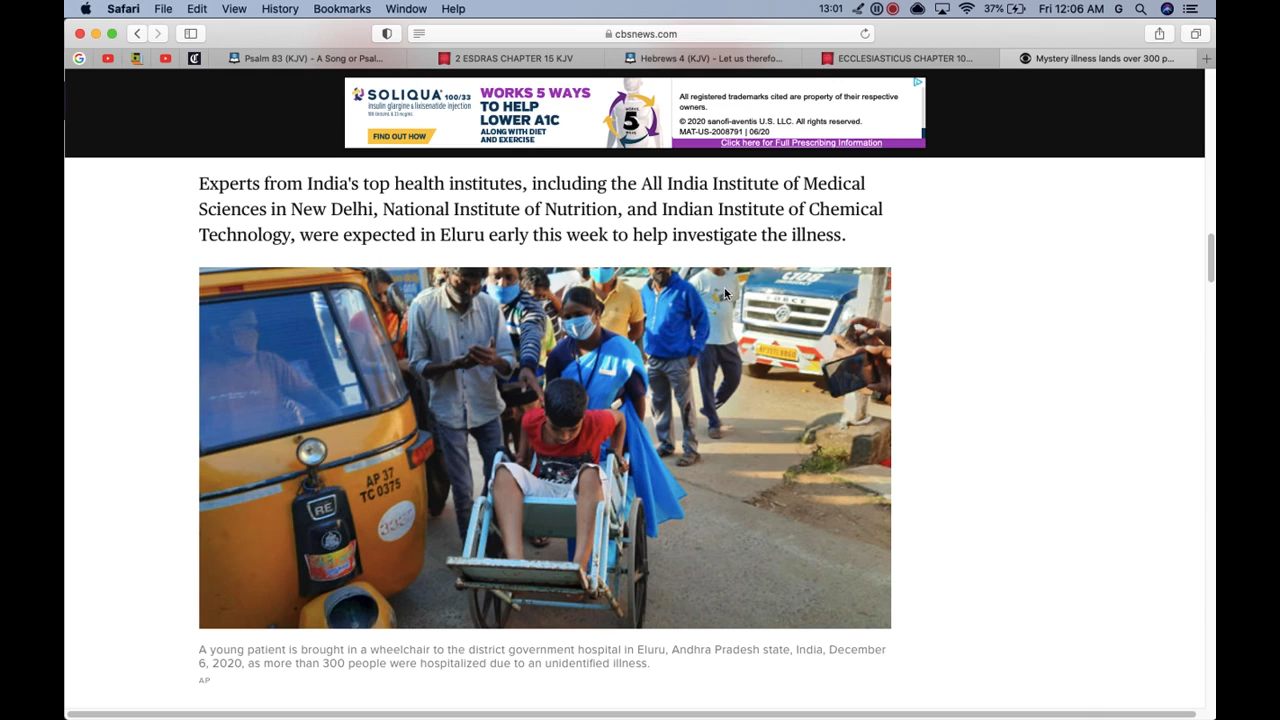 Safari File Edit View History Bookmarks Window Help 13:01 37% Fri 12:06 AM G
cbsnews.com
Psalm 83 (KJV) - A Song or Psal... 2 ESDRAS CHAPTER 15 KJV Hebrews 4 (KJV) - Let us therefo... ECCLESIASTICUS CHAPTER 10... Mystery illness lands over 300 p...
SOLIQUA 100/33
insulin glargine & lixisenatide injection
FIND OUT HOW
WORKS 5 WAYS
TO HELP
LOWER A1C
ALONG WITH DIET
AND EXERCISE
WORKS
5
WAYS
All registered trademarks cited are property of their respective
owners.
© 2020 sanofi-aventis U.S. LLC. All rights reserved.
MAT-US-2008791 | 06/20
Click here for Full Prescribing Information
Experts from India's top health institutes, including the All India Institute of Medical
Sciences in New Delhi, National Institute of Nutrition, and Indian Institute of Chemical
Technology, were expected in Eluru early this week to help investigate the illness.
FORCE
AP 37
TC 0375
RE
333
A young patient is brought in a wheelchair to the district government hospital in Eluru, Andhra Pradesh state, India, December
6, 2020, as more than 300 people were hospitalized due to an unidentified illness.
AP